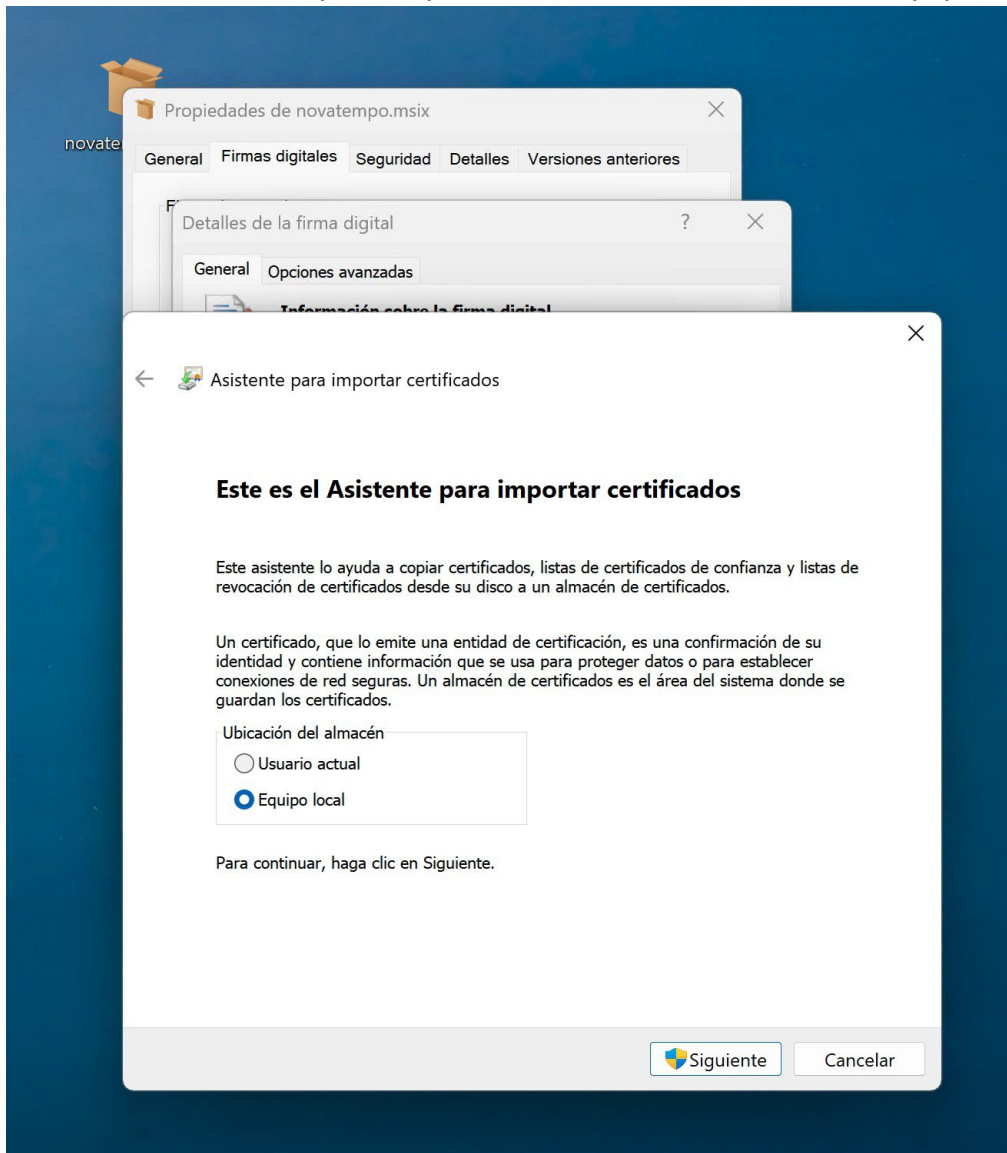 Propiedades de novatempo.msix
General Firmas digitales Seguridad Detalles Versiones anteriores
Detalles de la firma digital ?
General Opciones avanzadas
Información sobre la firma digital
Asistente para importar certificados
Este es el Asistente para importar certificados
Este asistente lo ayuda a copiar certificados, listas de certificados de confianza y listas de
revocación de certificados desde su disco a un almacén de certificados.
Un certificado, que lo emite una entidad de certificación, es una confirmación de su
identidad y contiene información que se usa para proteger datos o para establecer
conexiones de red seguras. Un almacén de certificados es el área del sistema donde se
guardan los certificados.
Ubicación del almacén
Usuario actual
Equipo local
Para continuar, haga clic en Siguiente.
Siguiente Cancelar